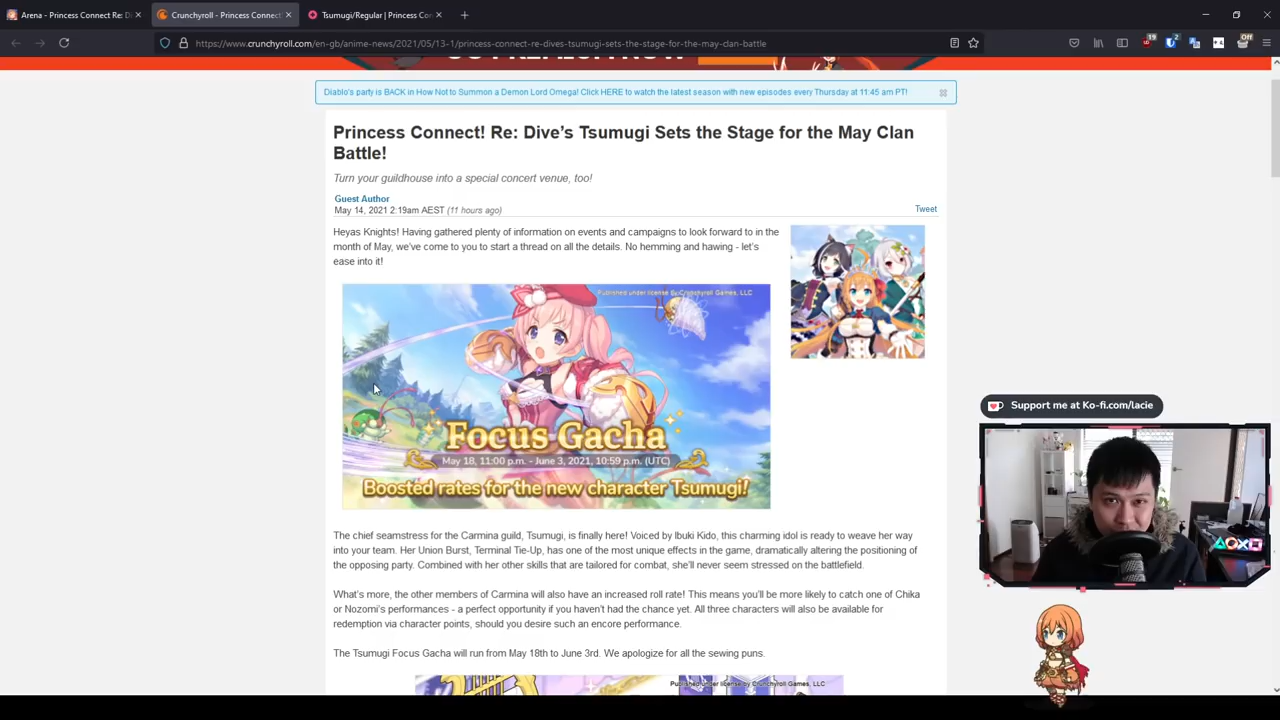 Arena - Princess Connect Re: Di
Crunchyroll - Princess Connect!
Tsumugi/Regular | Princess Con
Off
19
2
https://www.crunchyroll.com/en-gb/anime-news/2021/05/13-1/princess-connect-re-dives-tsumugi-sets-the-stage-for-the-may-clan-battle
Diablo's party is BACK in How Not to Summon a Demon Lord Omega! Click HERE to watch the latest season with new episodes every Thursday at 11:45 am PT!
Princess Connect! Re: Dive's Tsumugi Sets the Stage for the May Clan
Battle!
Turn your guildhouse into a special concert venue, too!
Guest Author
May 14, 2021 2:19am AEST (11 hours ago)
Tweet
Heyas Knights! Having gathered plenty of information on events and campaigns to look forward to in the
month of May, we've come to you to start a thread on all the details. No hemming and hawing - let's
ease into it!
Published under license by Crunchyroll Games, LLC
Focus Gacha
May 18, 11:00 p.m. - June 3, 2021, 10:59 p.m. (UTC)
Boosted rates for the new character Tsumugi!
Support me at Ko-fi.com/lacie
The chief seamstress for the Carmina guild, Tsumugi, is finally here! Voiced by Ibuki Kido, this charming idol is ready to weave her way
into your team. Her Union Burst, Terminal Tie-Up, has one of the most unique effects in the game, dramatically altering the positioning of
the opposing party. Combined with her other skills that are tailored for combat, she'll never seem stressed on the battlefield.
What's more, the other members of Carmina will also have an increased roll rate! This means you'll be more likely to catch one of Chika
or Nozomi's performances - a perfect opportunity if you haven't had the chance yet. All three characters will also be available for
redemption via character points, should you desire such an encore performance.
The Tsumugi Focus Gacha will run from May 18th to June 3rd. We apologize for all the sewing puns.
Published under license by Crunchyroll Games, LLC